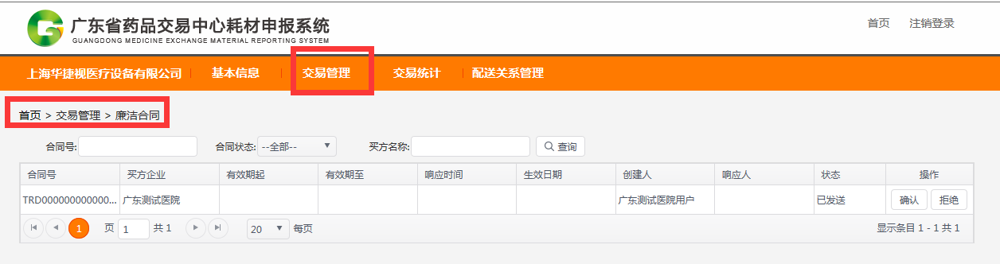 广东省药品交易中心耗材申报系统
GUANGDONG MEDICINE EXCHANGE MATERIAL REPORTING SYSTEM
首页 注销登录
上海华捷视医疗设备有限公司 基本信息 交易管理 交易统计 配送关系管理
首页 > 交易管理 > 廉洁合同
合同号: 合同状态: --全部-- 买方名称: 查询
合同号 买方企业 有效期起 有效期至 响应时间 生效日期 创建人 响应人 状态 操作
TRD000000000000... 广东测试医院 广东测试医院用户 已发送 确认 拒绝
1 页 1 共 1 20 每页 显示条目 1 - 1 共 1